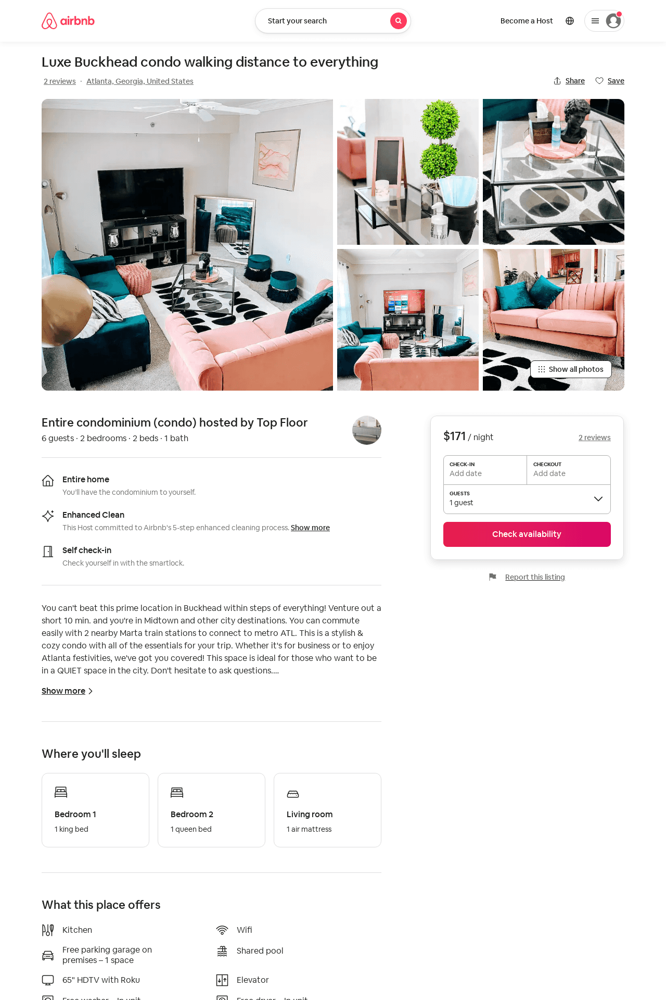 airbnb
Start your search
Become a Host
Luxe Buckhead condo walking distance to everything
2 reviews · Atlanta, Georgia, United States
Share
Save
Show all photos
Entire condominium (condo) hosted by Top Floor
6 guests · 2 bedrooms · 2 beds · 1 bath
Entire home
You'll have the condominium to yourself.
Enhanced Clean
This Host committed to Airbnb's 5-step enhanced cleaning process. Show more
Self check-in
Check yourself in with the smartlock.
$171 / night
2 reviews
CHECK-IN
Add date
CHECKOUT
Add date
GUESTS
1 guest
Check availability
Report this listing
You can't beat this prime location in Buckhead within steps of everything! Venture out a
short 10 min. and you're in Midtown and other city destinations. You can commute
easily with 2 nearby Marta train stations to connect to metro ATL. This is a stylish &
cozy condo with all of the essentials for your trip. Whether it's for business or to enjoy
Atlanta festivities, we've got you covered! This space is ideal for those who want to be
in a QUIET space in the city. Don't hesitate to ask questions....
Show more
Where you'll sleep
Bedroom 1
1 king bed
Bedroom 2
1 queen bed
Living room
1 air mattress
What this place offers
Kitchen
Wifi
Free parking garage on
premises – 1 space
Shared pool
65" HDTV with Roku
Elevator
Free washer – In unit
Free dryer – In unit